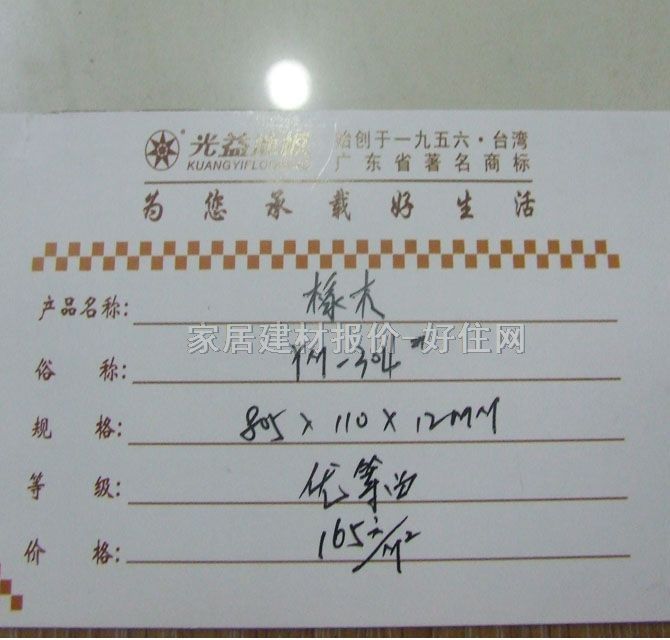 光益地板 始创于一九五六·台湾
KUANGYIFLOORING 广东省著名商标
为您承载好生活
产品名称: 橡木
家居建材报价-好住网
俗 称: YM-304#
规 格: 805×110×12MM
等 级: 优等品
价 格: 165元/M²